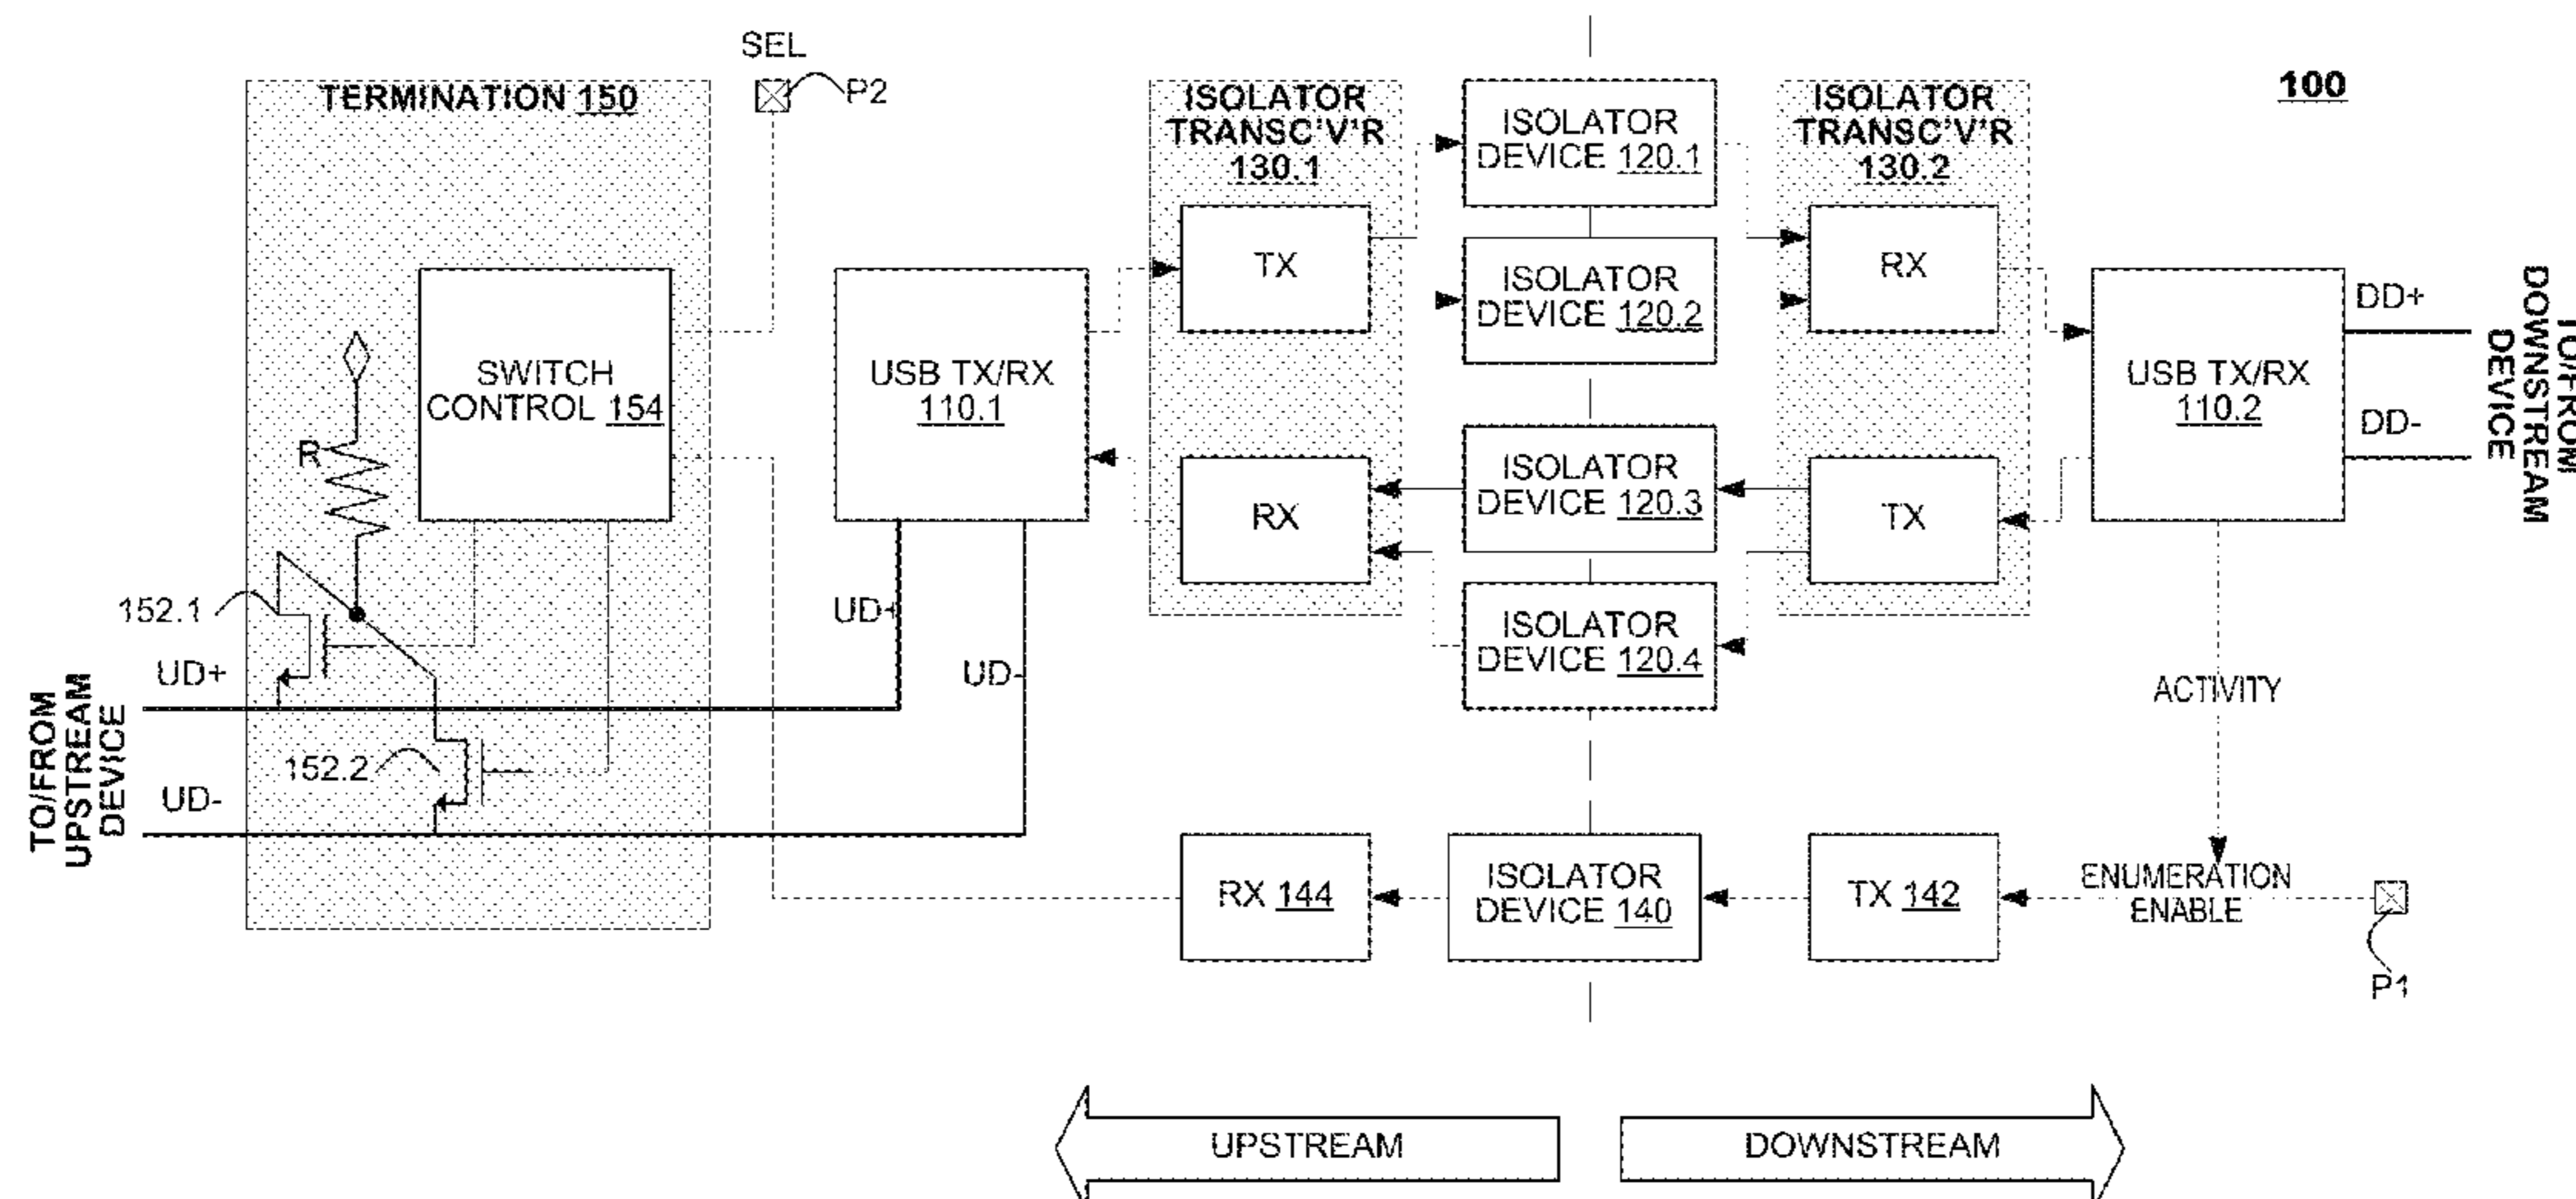 SEL
P2
100
TERMINATION 150
ISOLATOR
TRANSC'V'R
130.1
ISOLATOR
DEVICE 120.1
ISOLATOR
TRANSC'V'R
130.2
TX
ISOLATOR
DEVICE 120.2
RX
SWITCH
CONTROL 154
USB TX/RX
110.1
USB TX/RX
110.2
DD+
DD-
TO/FROM
DOWNSTREAM
DEVICE
R
RX
ISOLATOR
DEVICE 120.3
TX
152.1
UD+
UD+
UD-
ISOLATOR
DEVICE 120.4
ACTIVITY
TO/FROM
UPSTREAM
DEVICE
152.2
UD-
RX 144
ISOLATOR
DEVICE 140
TX 142
ENUMERATION
ENABLE
P1
UPSTREAM
DOWNSTREAM